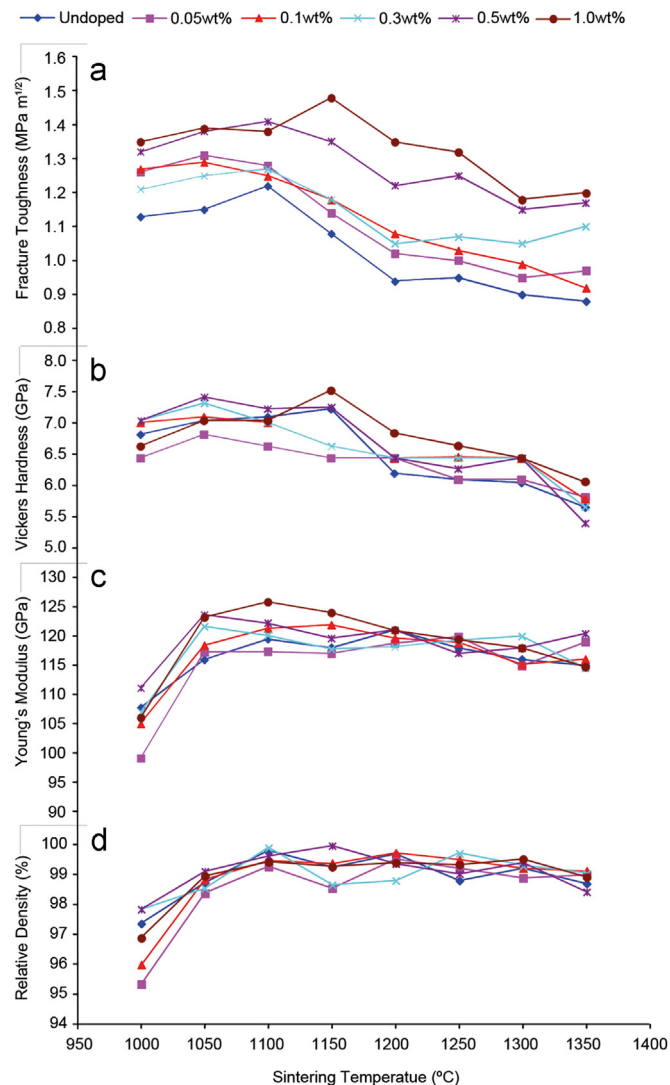 Undoped 0.05wt% 0.1wt% 0.3wt% 0.5wt% 1.0wt%
a
Fracture Toughness (MPa m1/2)
1.6
1.5
1.4
1.3
1.2
1.1
1.0
0.9
0.8
b
Vickers Hardness (GPa)
8.0
7.5
7.0
6.5
6.0
5.5
5.0
c
Young's Modulus (GPa)
130
125
120
115
110
105
100
95
90
d
Relative Density (%)
100
99
98
97
96
95
94
950 1000 1050 1100 1150 1200 1250 1300 1350 1400
Sintering Temperatue (ºC)